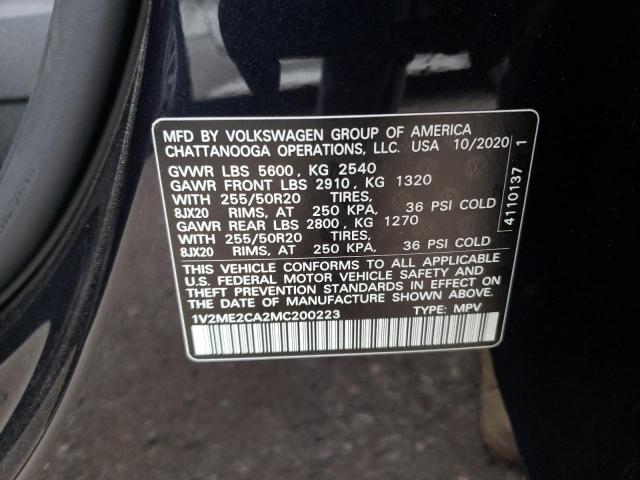 MFD BY VOLKSWAGEN GROUP OF AMERICA
CHATTANOOGA OPERATIONS, LLC. USA 10/2020
GVWR LBS 5600, KG 2540
GAWR FRONT LBS 2910, KG 1320
WITH 255/50R20 TIRES,
8JX20 RIMS, AT 250 KPA, 36 PSI COLD
GAWR REAR LBS 2800, KG 1270
WITH 255/50R20 TIRES,
8JX20 RIMS, AT 250 KPA, 36 PSI COLD
THIS VEHICLE CONFORMS TO ALL APPLICABLE
U.S. FEDERAL MOTOR VEHICLE SAFETY AND
THEFT PREVENTION STANDARDS IN EFFECT ON
THE DATE OF MANUFACTURE SHOWN ABOVE.
1V2ME2CA2MC200223 TYPE: MPV
4110137 1